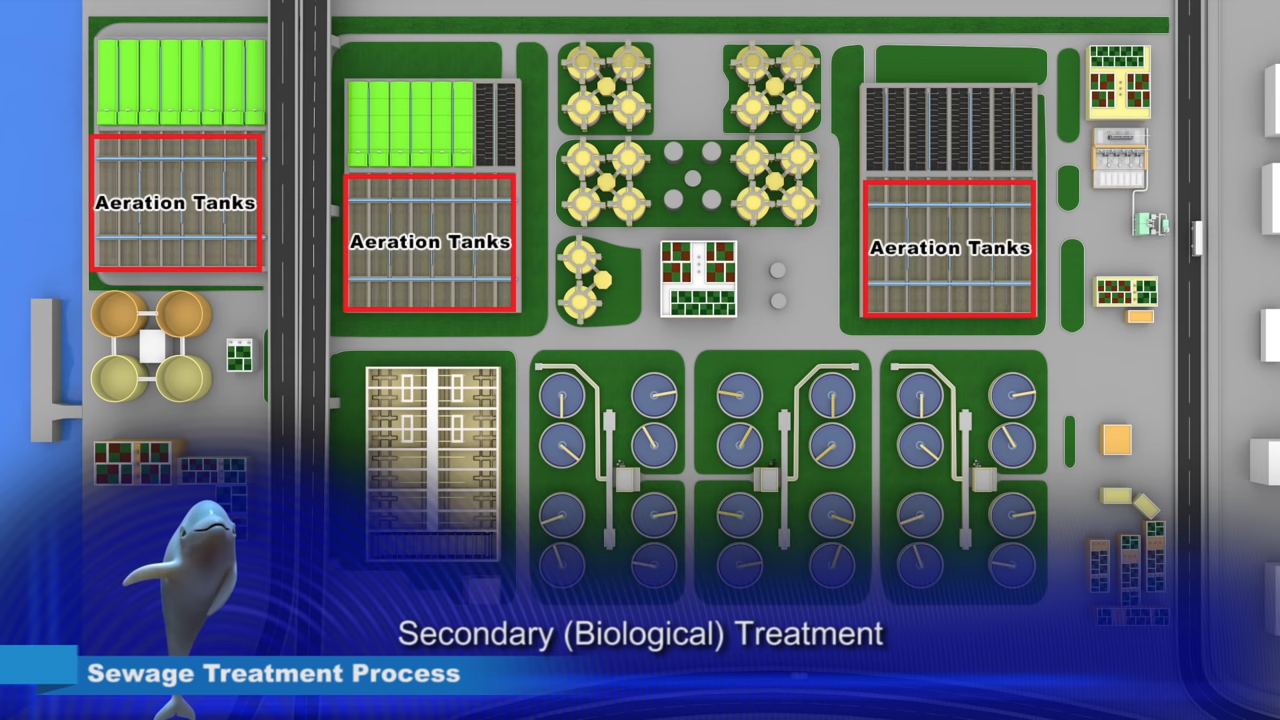 Aeration Tanks
Aeration Tanks
Aeration Tanks
Secondary (Biological) Treatment
Sewage Treatment Process